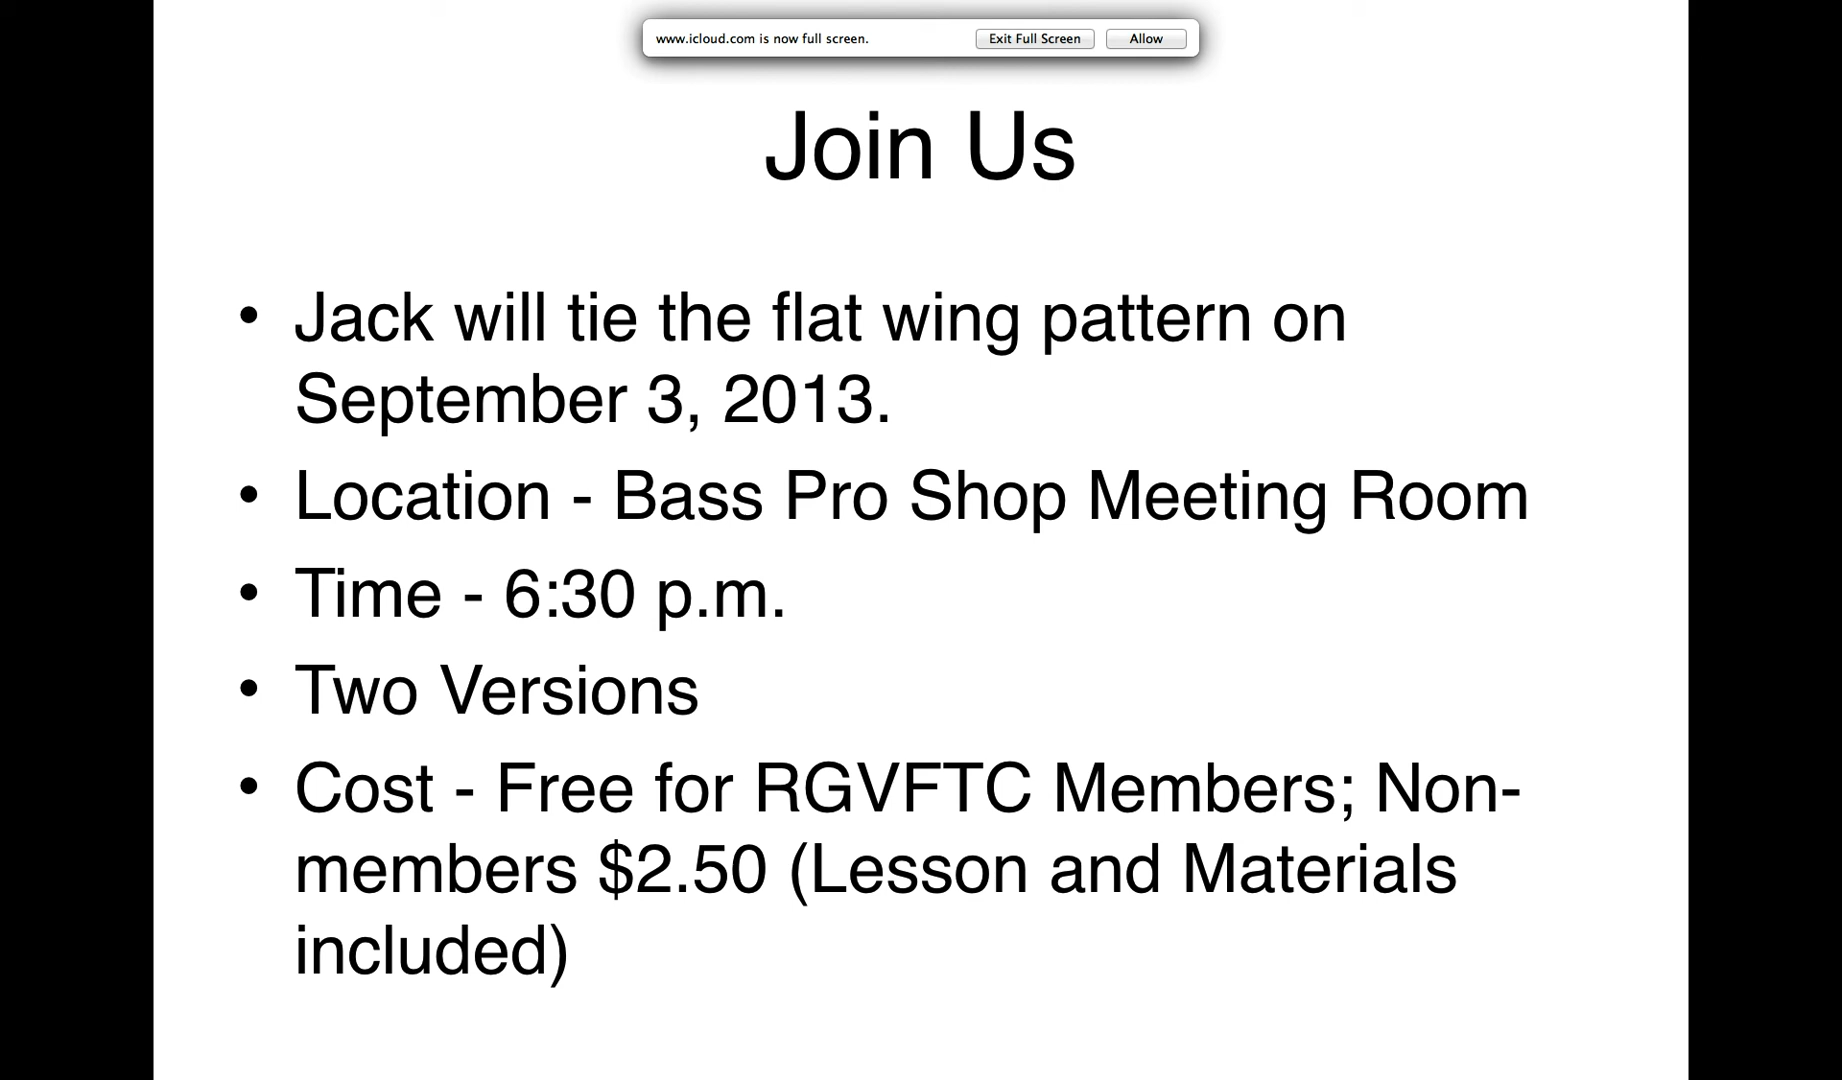 www.icloud.com is now full screen. Exit Full Screen Allow
Join Us
• Jack will tie the flat wing pattern on
September 3, 2013.
• Location - Bass Pro Shop Meeting Room
• Time - 6:30 p.m.
• Two Versions
• Cost - Free for RGVFTC Members; Non-
members $2.50 (Lesson and Materials
included)